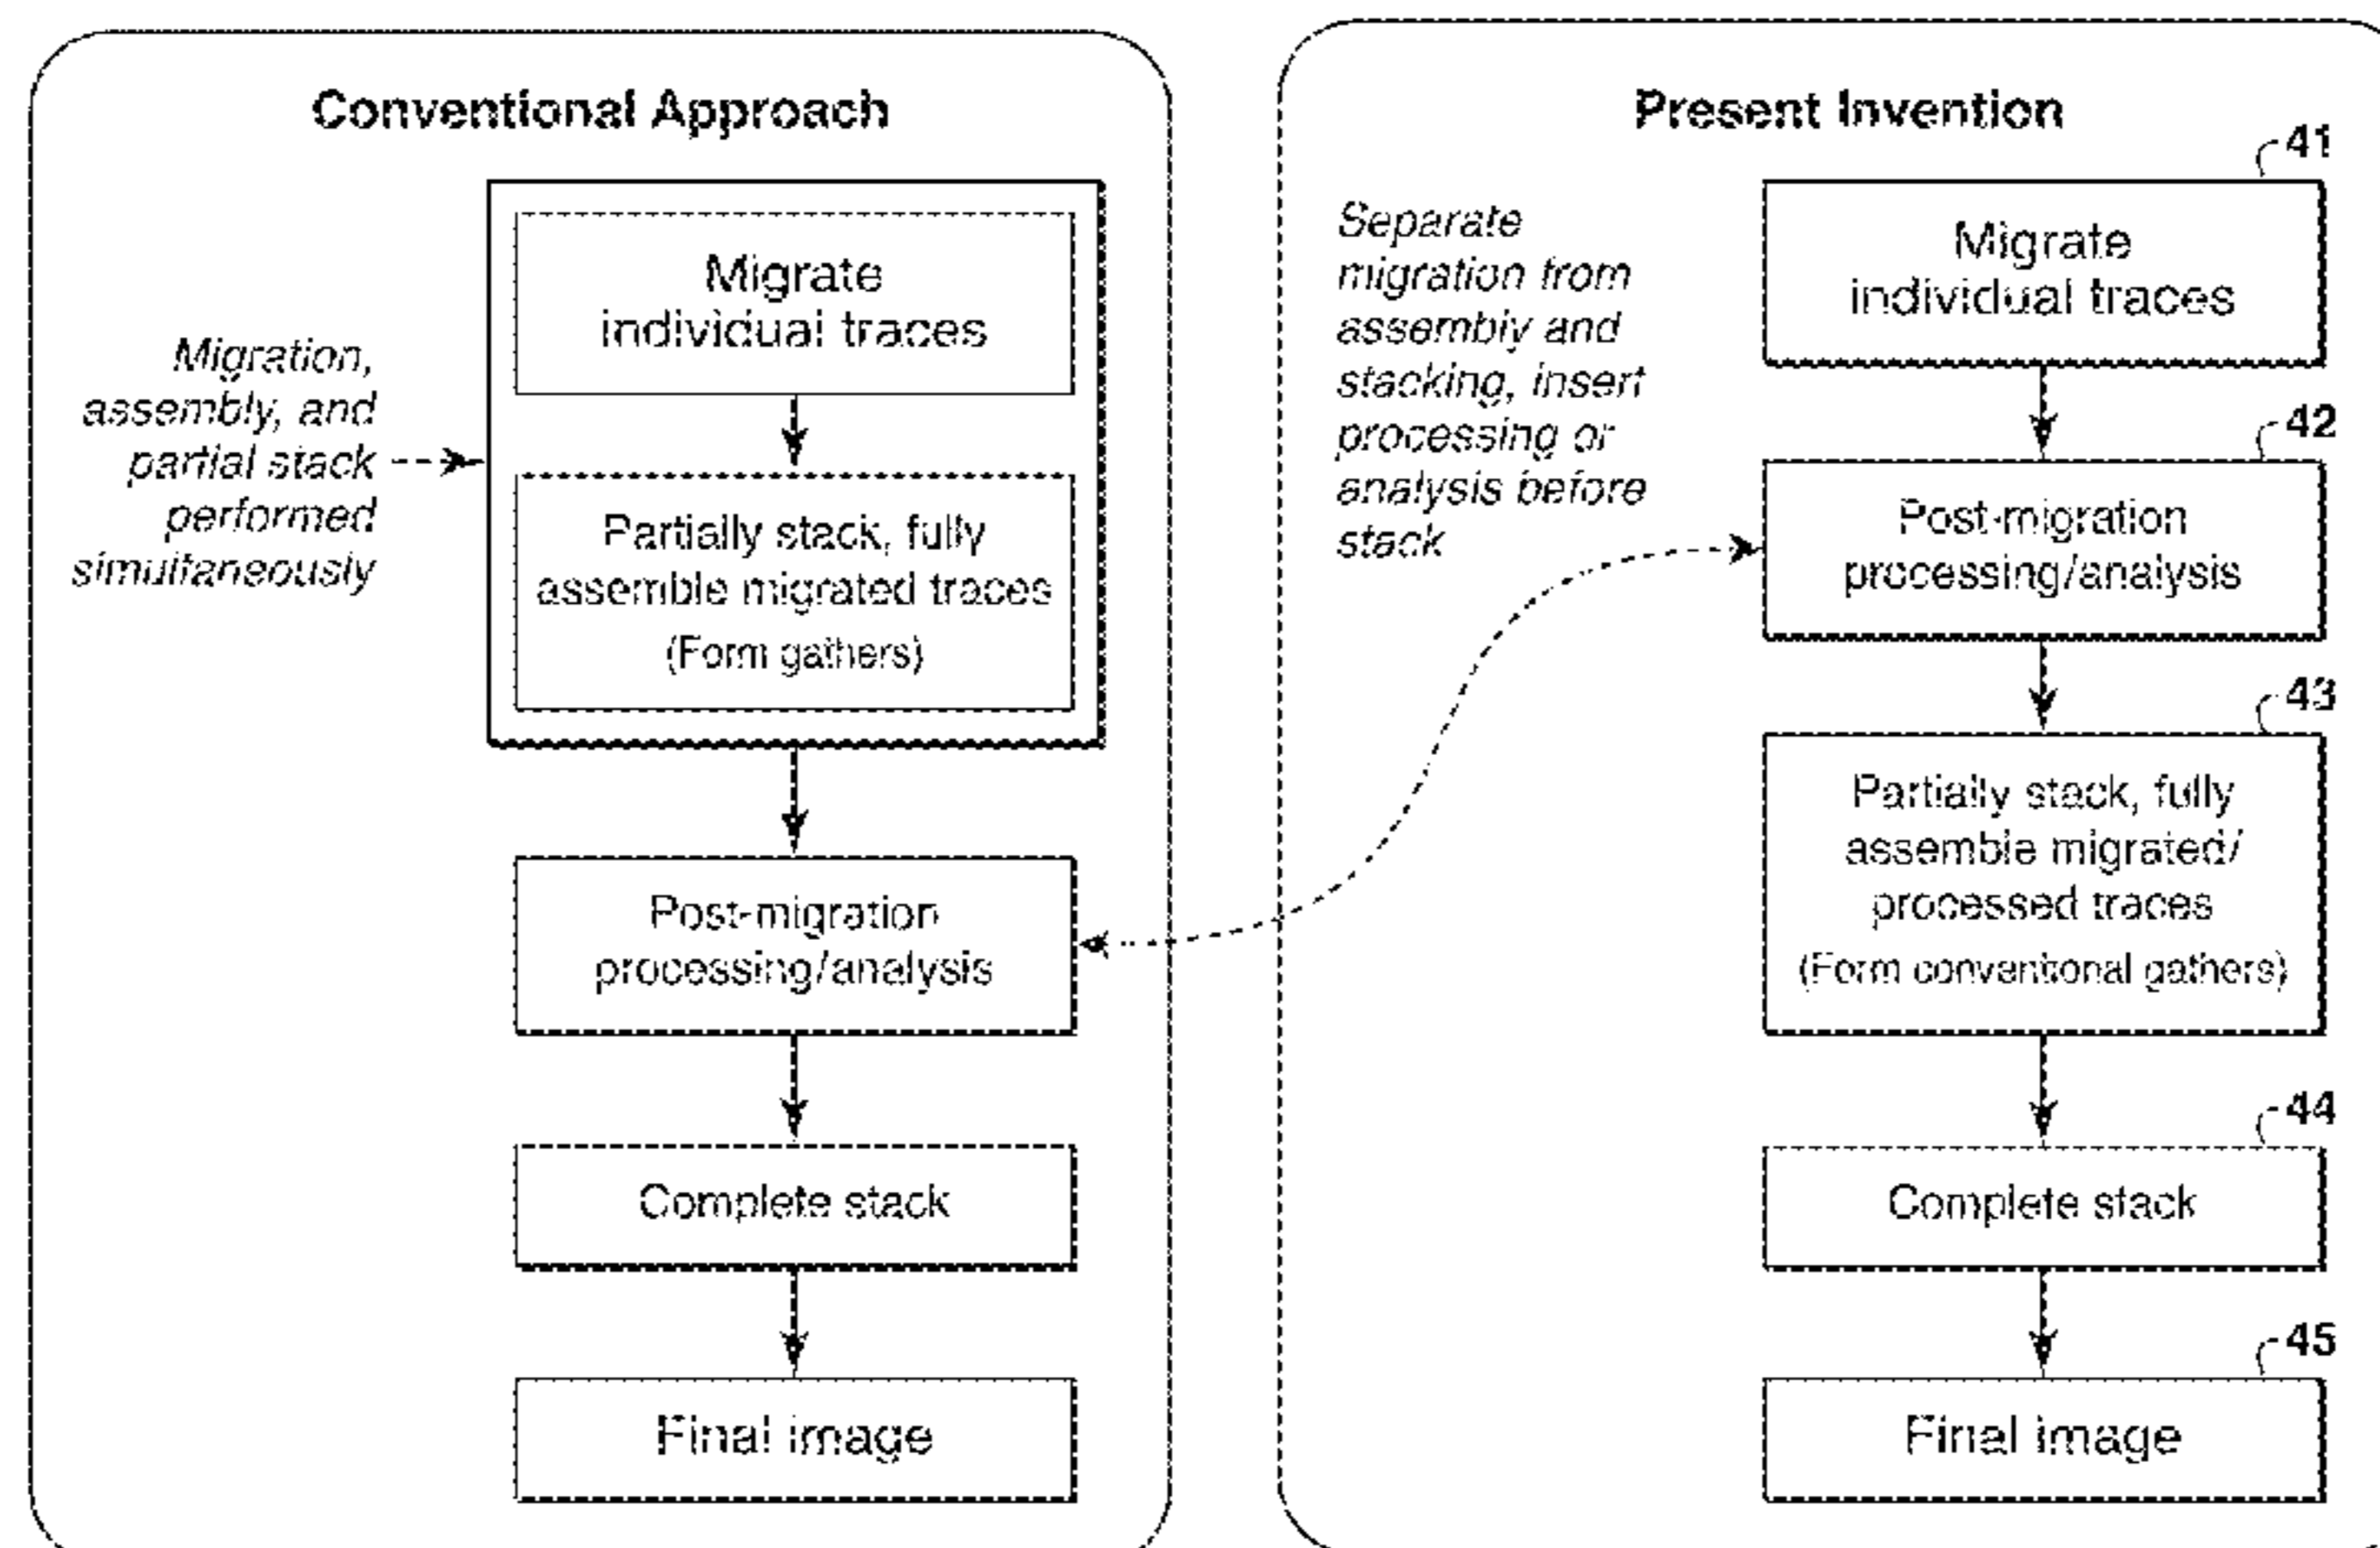 Conventional Approach
Migrate
individual traces
Migration,
assembly, and
partial stack
performed
simultaneously
Partially stack, fully
assemble migrated traces
(Form gathers)
Post-migration
processing/analysis
Complete stack
Final image
Present Invention
Separate
migration from
assembly and
stacking, insert
processing or
analysis before
stack
41
Migrate
individual traces
42
Post-migration
processing/analysis
43
Partially stack, fully
assemble migrated/
processed traces
(Form conventional gathers)
44
Complete stack
45
Final image